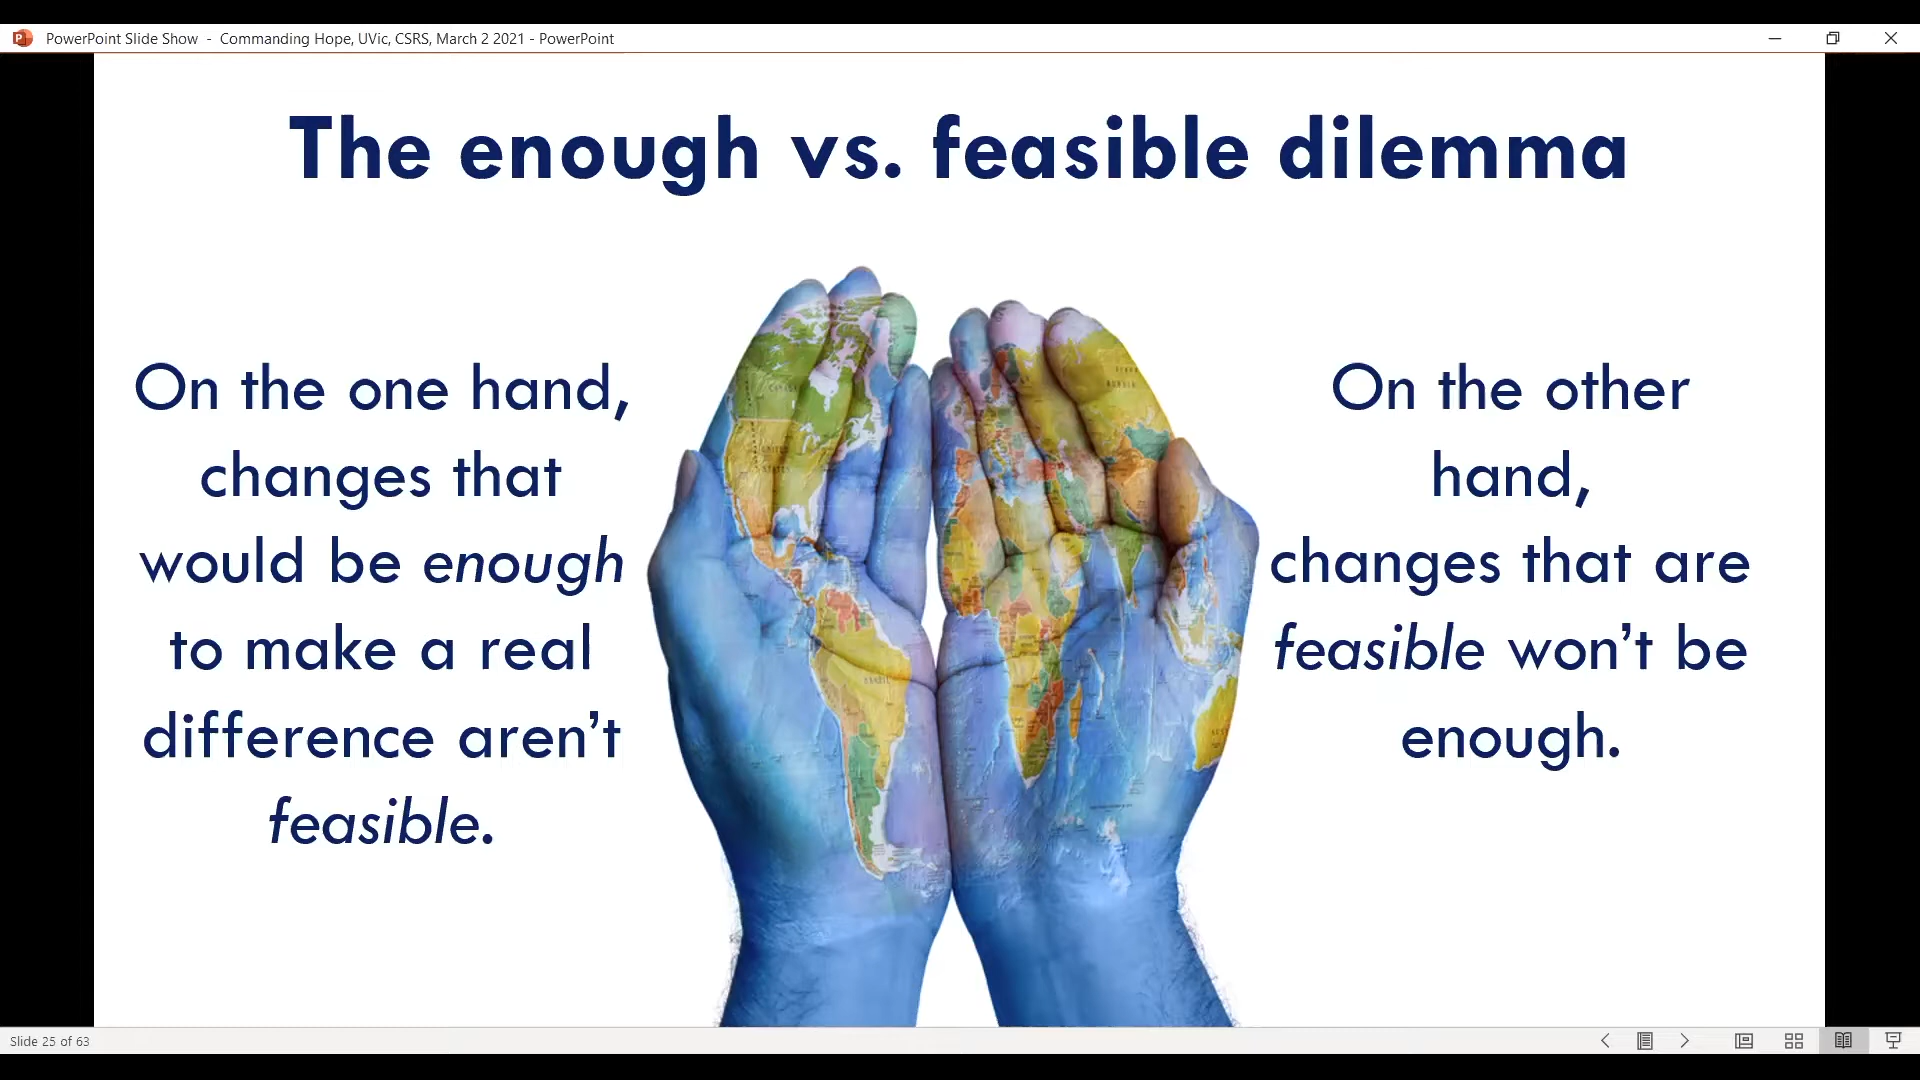 PowerPoint Slide Show - Commanding Hope, UVic, CSRS, March 2 2021 - PowerPoint
The enough vs. feasible dilemma
On the one hand,
changes that
would be enough
to make a real
difference aren't
feasible.
On the other
hand,
changes that are
feasible won't be
enough.
Slide 25 of 63